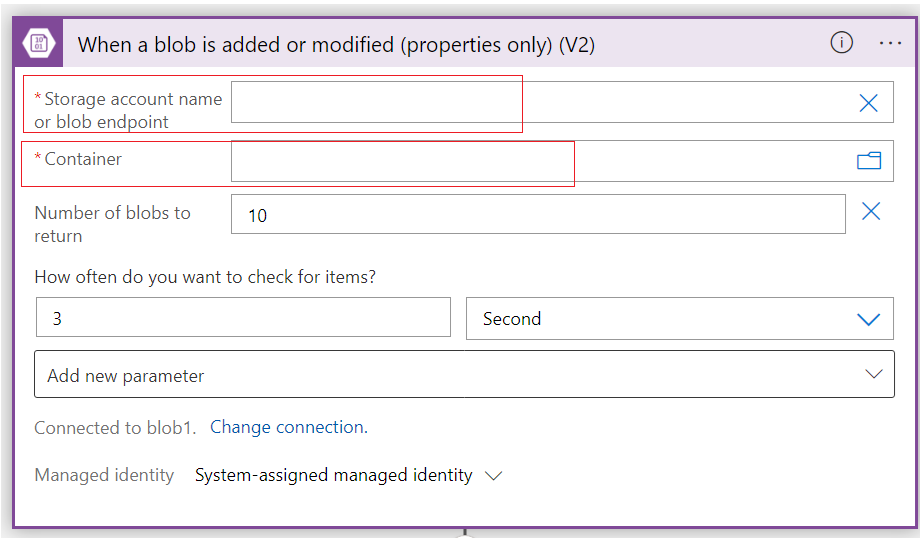 10
01
When a blob is added or modified (properties only) (V2)
* Storage account name
or blob endpoint
* Container
Number of blobs to
return
10
How often do you want to check for items?
3
Second
Add new parameter
Connected to blob1. Change connection.
Managed identity System-assigned managed identity